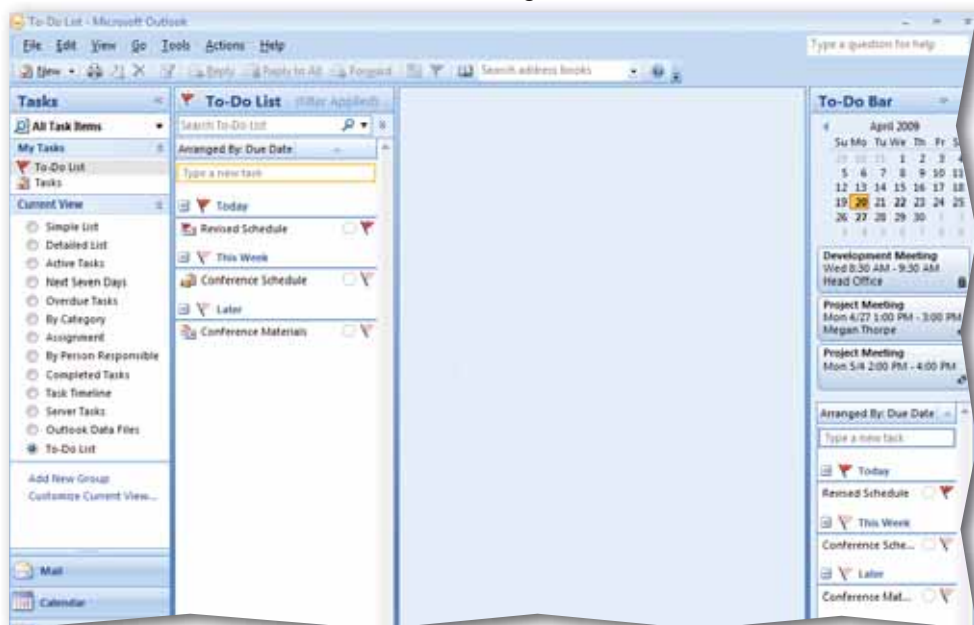 To-Do List - Microsoft Outlook
File Edit View Go Tools Actions Help
Type a question for help
New Reply Reply to All Forward Search address books
Tasks
All Task Items
My Tasks
To-Do List
Tasks
Current View
Simple List
Detailed List
Active Tasks
Next Seven Days
Overdue Tasks
By Category
Assignment
By Person Responsible
Completed Tasks
Task Timeline
Server Tasks
Outlook Data Files
To-Do List
Add New Group
Customize Current View...
Mail
Calendar
To-Do List (Filter Applied)
Search To-Do List
Arranged By: Due Date
Type a new task
Today
Revised Schedule
This Week
Conference Schedule
Later
Conference Materials
To-Do Bar
April 2009
Su Mo Tu We Th Fr S
29 30 31 1 2 3 4
5 6 7 8 9 10 11
12 13 14 15 16 17 18
19 20 21 22 23 24 25
26 27 28 29 30
Development Meeting
Wed 8:30 AM - 9:30 AM
Head Office
Project Meeting
Mon 4/27 1:00 PM - 3:00 PM
Megan Thorpe
Project Meeting
Mon 5/4 2:00 PM - 4:00 PM
Arranged By: Due Date
Type a new task
Today
Revised Schedule
This Week
Conference Sche...
Later
Conference Mat...